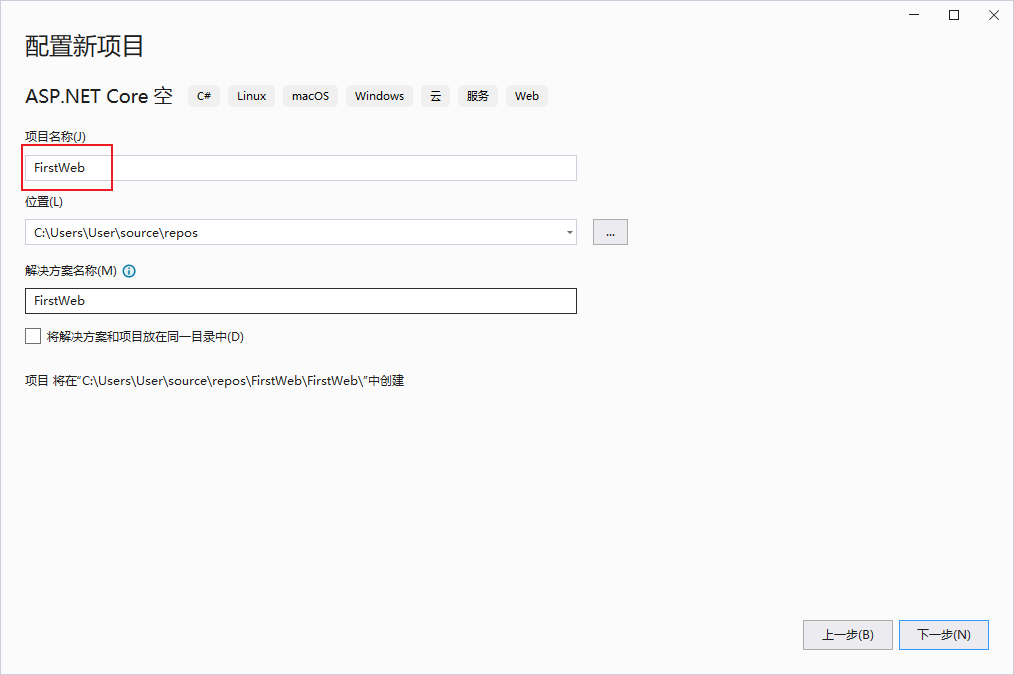 配置新项目
ASP.NET Core 空 C# Linux macOS Windows 云 服务 Web
项目名称(J)
FirstWeb
位置(L)
C:\Users\User\source\repos
...
解决方案名称(M)
FirstWeb
将解决方案和项目放在同一目录中(D)
项目 将在“C:\Users\User\source\repos\FirstWeb\FirstWeb\”中创建
上一步(B) 下一步(N)